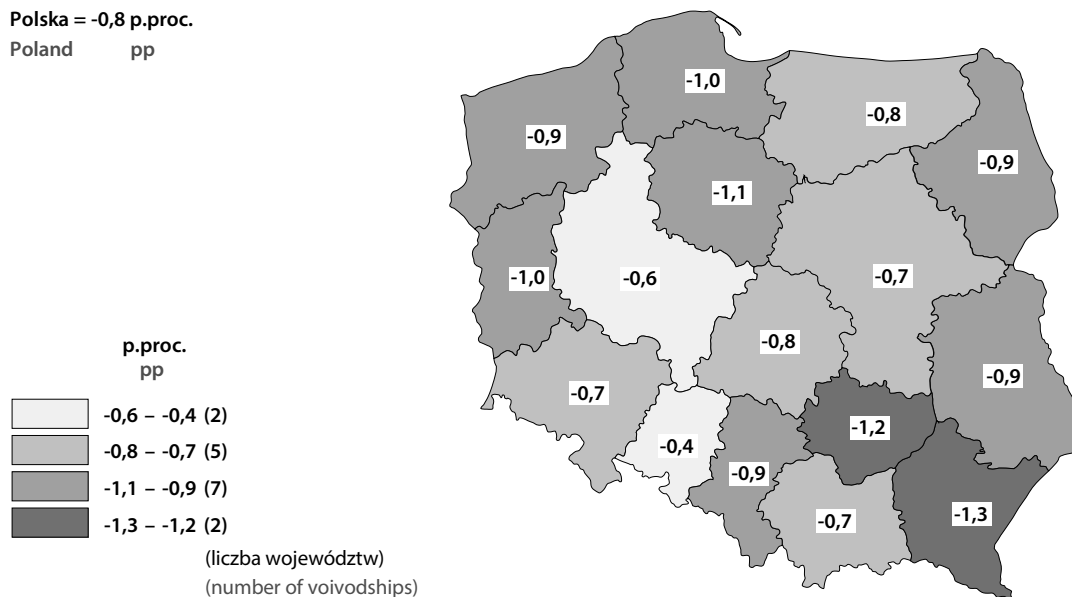 Polska = -0,8 p.proc.
Poland pp
-1,0
-0,8
-0,9
-0,9
-1,1
-1,0
-0,6
-0,7
-0,8
-0,9
-0,7
-1,2
-0,4
-0,9
-0,7
-1,3
p.proc.
pp
-0,6 – -0,4 (2)
-0,8 – -0,7 (5)
-1,1 – -0,9 (7)
-1,3 – -1,2 (2)
(liczba województw)
(number of voivodships)